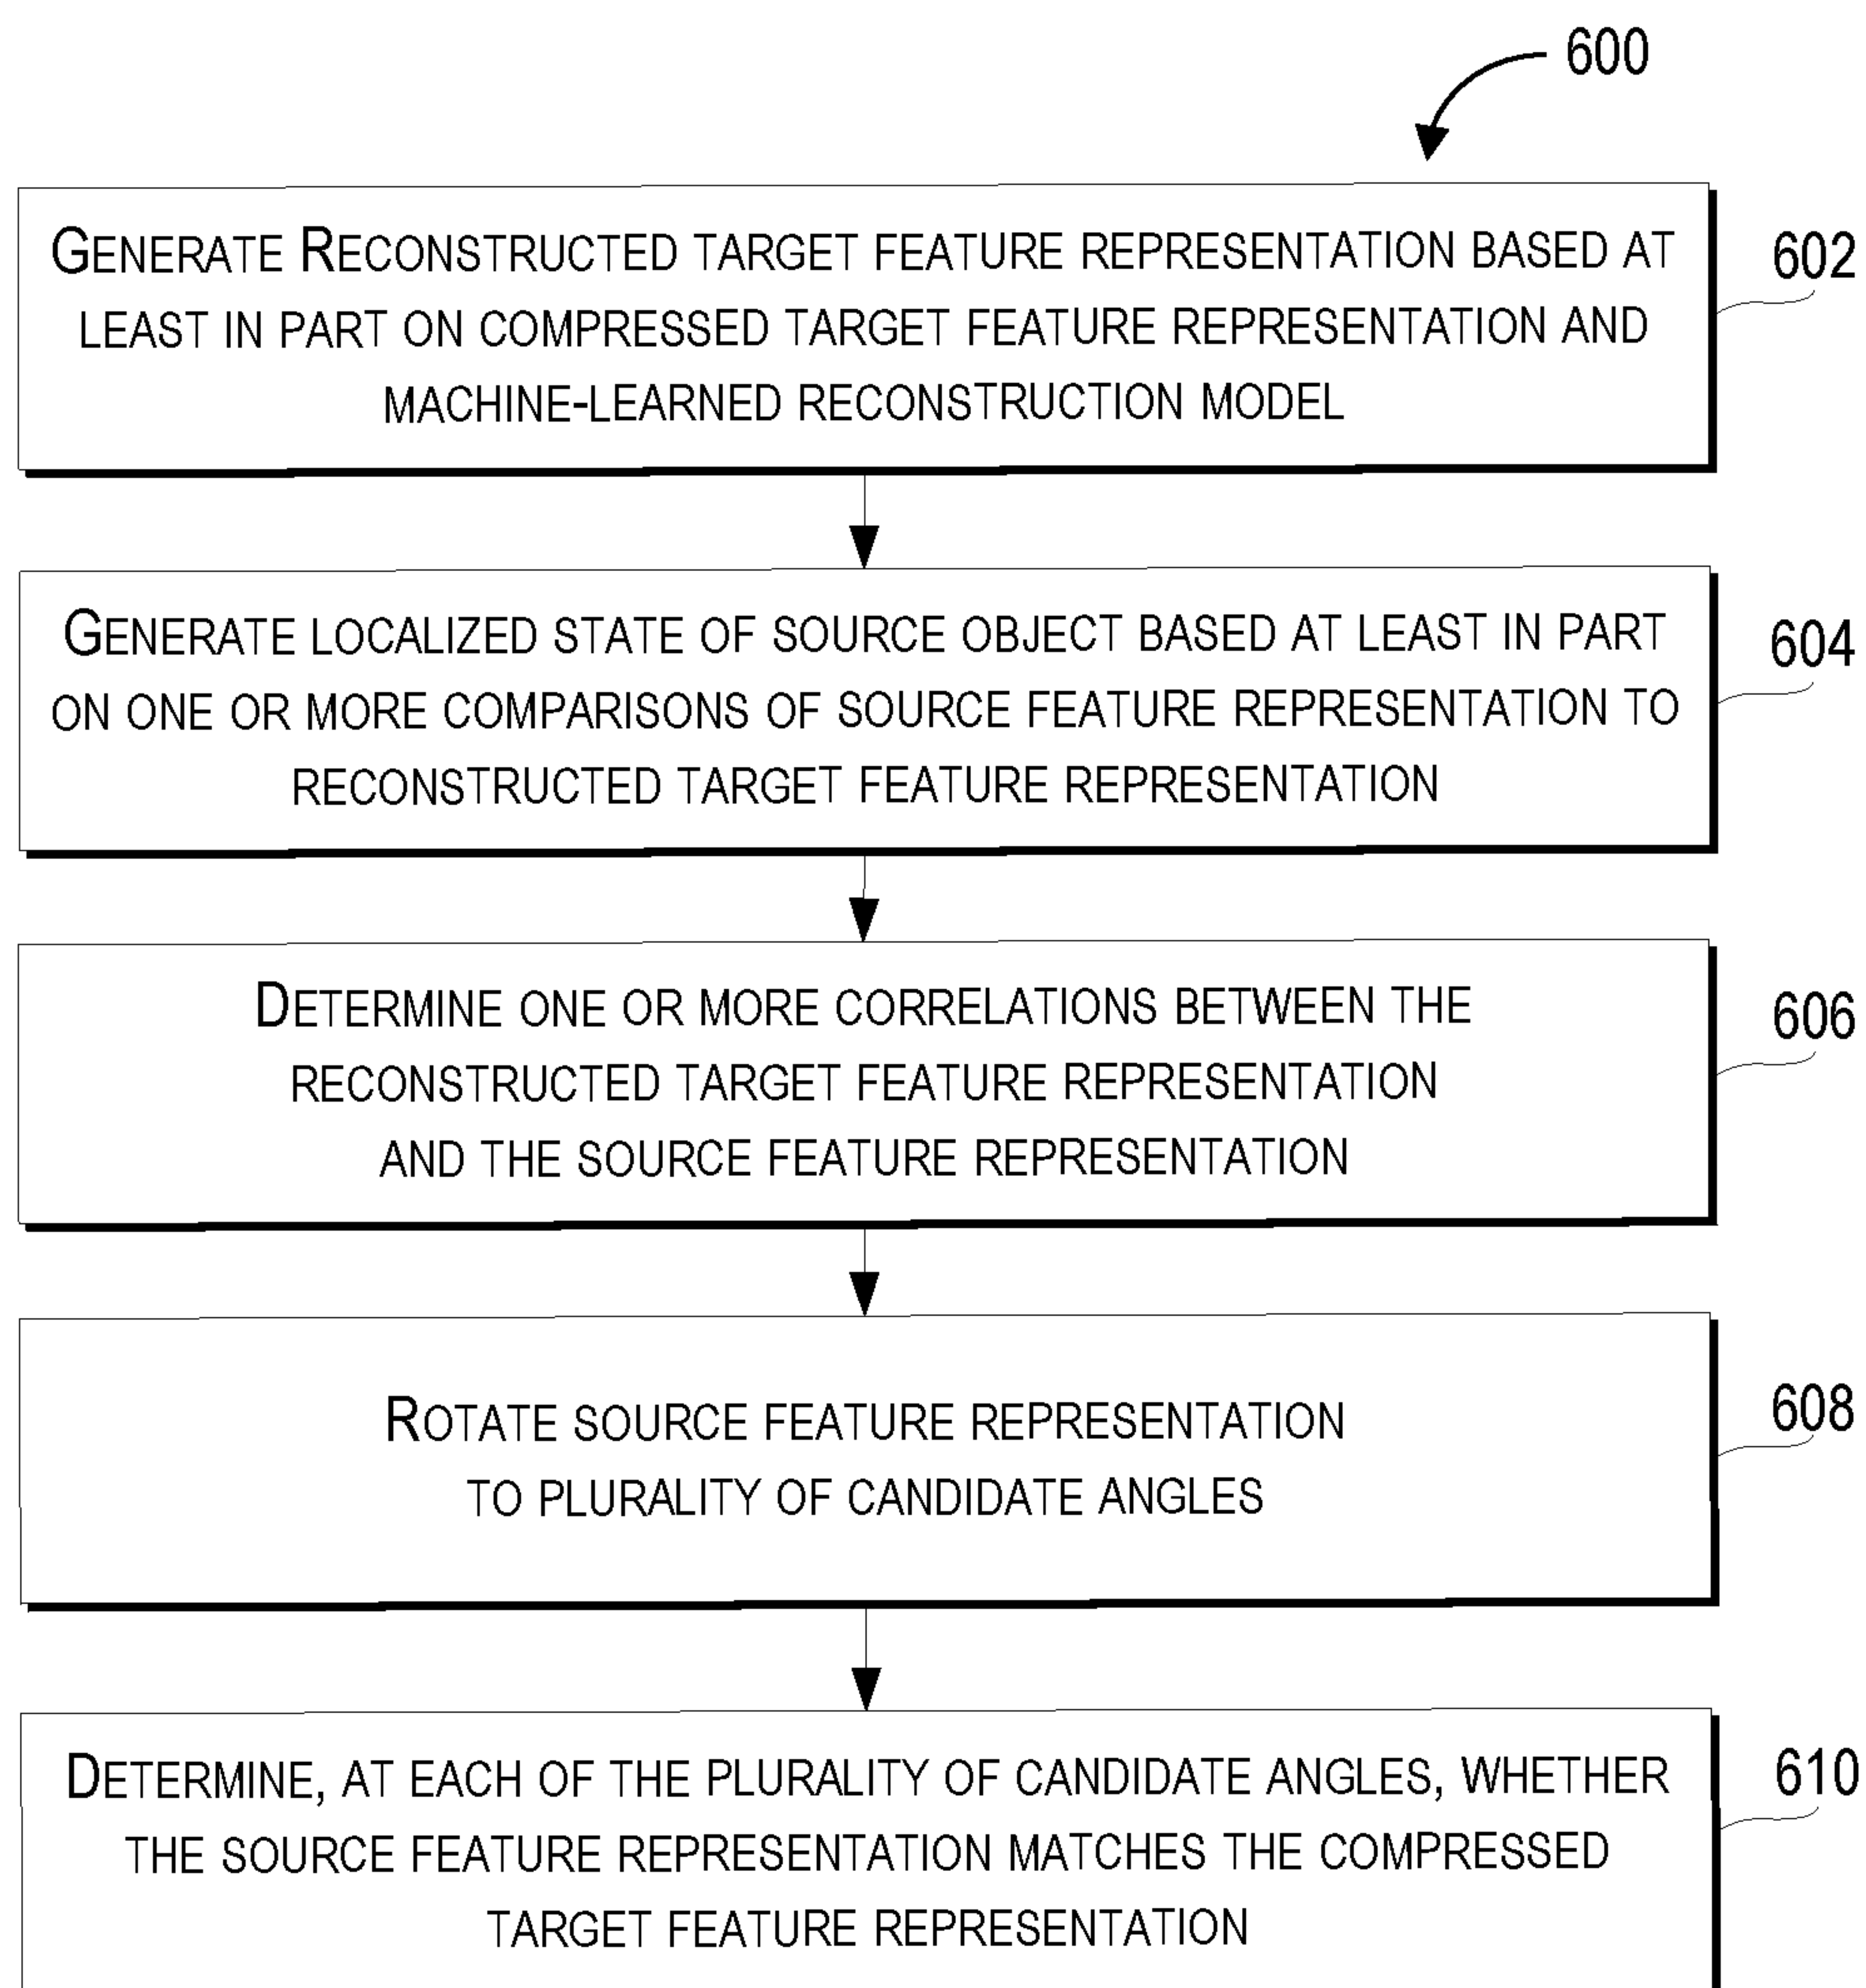 600
Generate Reconstructed target feature representation based at
least in part on compressed target feature representation and
machine-learned reconstruction model
602
Generate localized state of source object based at least in part
on one or more comparisons of source feature representation to
reconstructed target feature representation
604
Determine one or more correlations between the
reconstructed target feature representation
and the source feature representation
606
Rotate source feature representation
to plurality of candidate angles
608
Determine, at each of the plurality of candidate angles, whether
the source feature representation matches the compressed
target feature representation
610